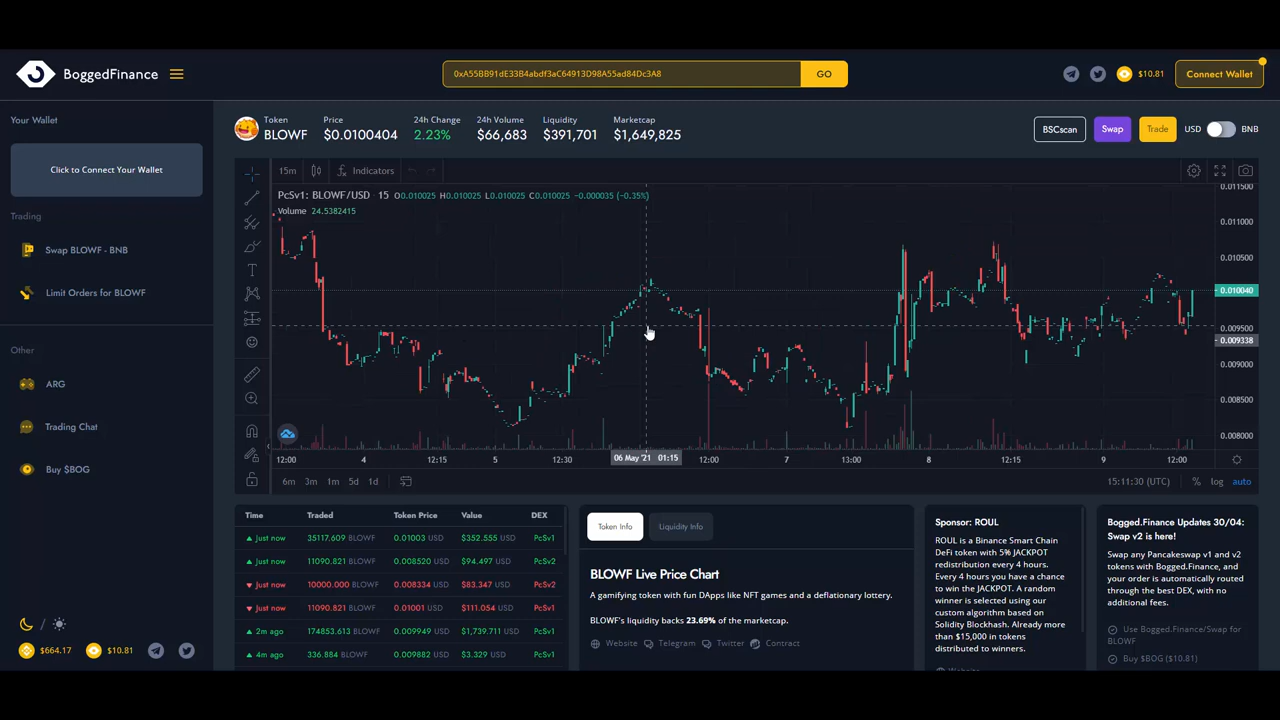 BoggedFinance
0xA55BB91dE33B4abdf3aC64913D98A55ad84Dc3A8
GO
$10.81
Connect Wallet
Your Wallet
Click to Connect Your Wallet
Trading
Swap BLOWF - BNB
Limit Orders for BLOWF
Other
ARG
Trading Chat
Buy $BOG
$664.17
$10.81
Token
BLOWF
Price
$0.0100404
24h Change
2.23%
24h Volume
$66,683
Liquidity
$391,701
Marketcap
$1,649,825
BSCscan
Swap
Trade
USD
BNB
15m
Indicators
PcSv1: BLOWF/USD · 15 O0.010025 H0.010025 L0.010025 C0.010025 -0.000035 (-0.35%)
Volume 24.5382415
0.011500
0.011000
0.010500
0.010040
0.009500
0.009338
0.009000
0.008500
0.008000
12:00 4 12:15 5 12:30 06 May '21 01:15 12:00 7 13:00 8 12:15 9 12:00
6m 3m 1m 5d 1d
15:11:30 (UTC) % log auto
Time Traded Token Price Value DEX
Just now 35117.609 BLOWF 0.01003 USD $352.555 USD PcSv1
Just now 11090.821 BLOWF 0.008520 USD $94.497 USD PcSv2
Just now 10000.000 BLOWF 0.008334 USD $83.347 USD PcSv2
Just now 11090.821 BLOWF 0.01001 USD $111.054 USD PcSv1
2m ago 174853.613 BLOWF 0.009949 USD $1,739.711 USD PcSv1
4m ago 336.884 BLOWF 0.009882 USD $3.329 USD PcSv1
Token Info
Liquidity Info
BLOWF Live Price Chart
A gamifying token with fun DApps like NFT games and a deflationary lottery.
BLOWF's liquidity backs 23.69% of the marketcap.
Website Telegram Twitter Contract
Sponsor: ROUL
ROUL is a Binance Smart Chain
DeFi token with 5% JACKPOT
redistribution every 4 hours.
Every 4 hours you have a chance
to win the JACKPOT. A random
winner is selected using our
custom algorithm based on
Solidity Blockhash. Already more
than $15,000 in tokens
distributed to winners.
Bogged.Finance Updates 30/04:
Swap v2 is here!
Swap any Pancakeswap v1 and v2
tokens with Bogged.Finance, and
your order is automatically routed
through the best DEX, with no
additional fees.
Use Bogged.Finance/Swap for
BLOWF
Buy $BOG ($10.81)